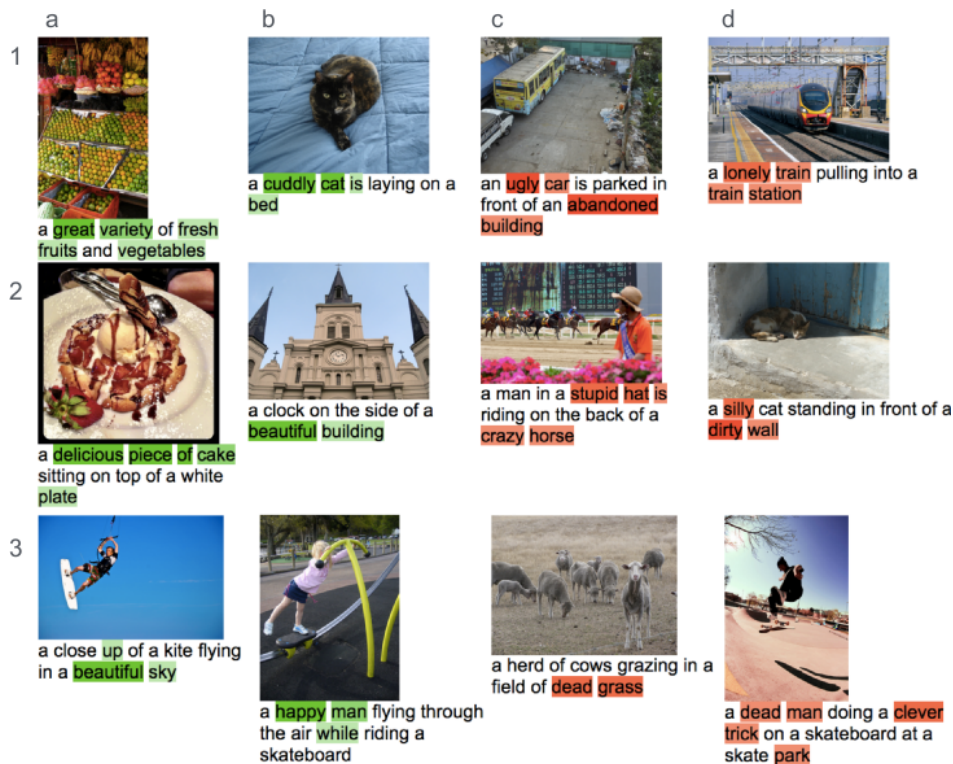 a b c d
1
a great variety of fresh
fruits and vegetables
a cuddly cat is laying on a
bed
an ugly car is parked in
front of an abandoned
building
a lonely train pulling into a
train station
2
a delicious piece of cake
sitting on top of a white
plate
a clock on the side of a
beautiful building
a man in a stupid hat is
riding on the back of a
crazy horse
a silly cat standing in front of a
dirty wall
3
a close up of a kite flying
in a beautiful sky
a happy man flying through
the air while riding a
skateboard
a herd of cows grazing in a
field of dead grass
a dead man doing a clever
trick on a skateboard at a
skate park